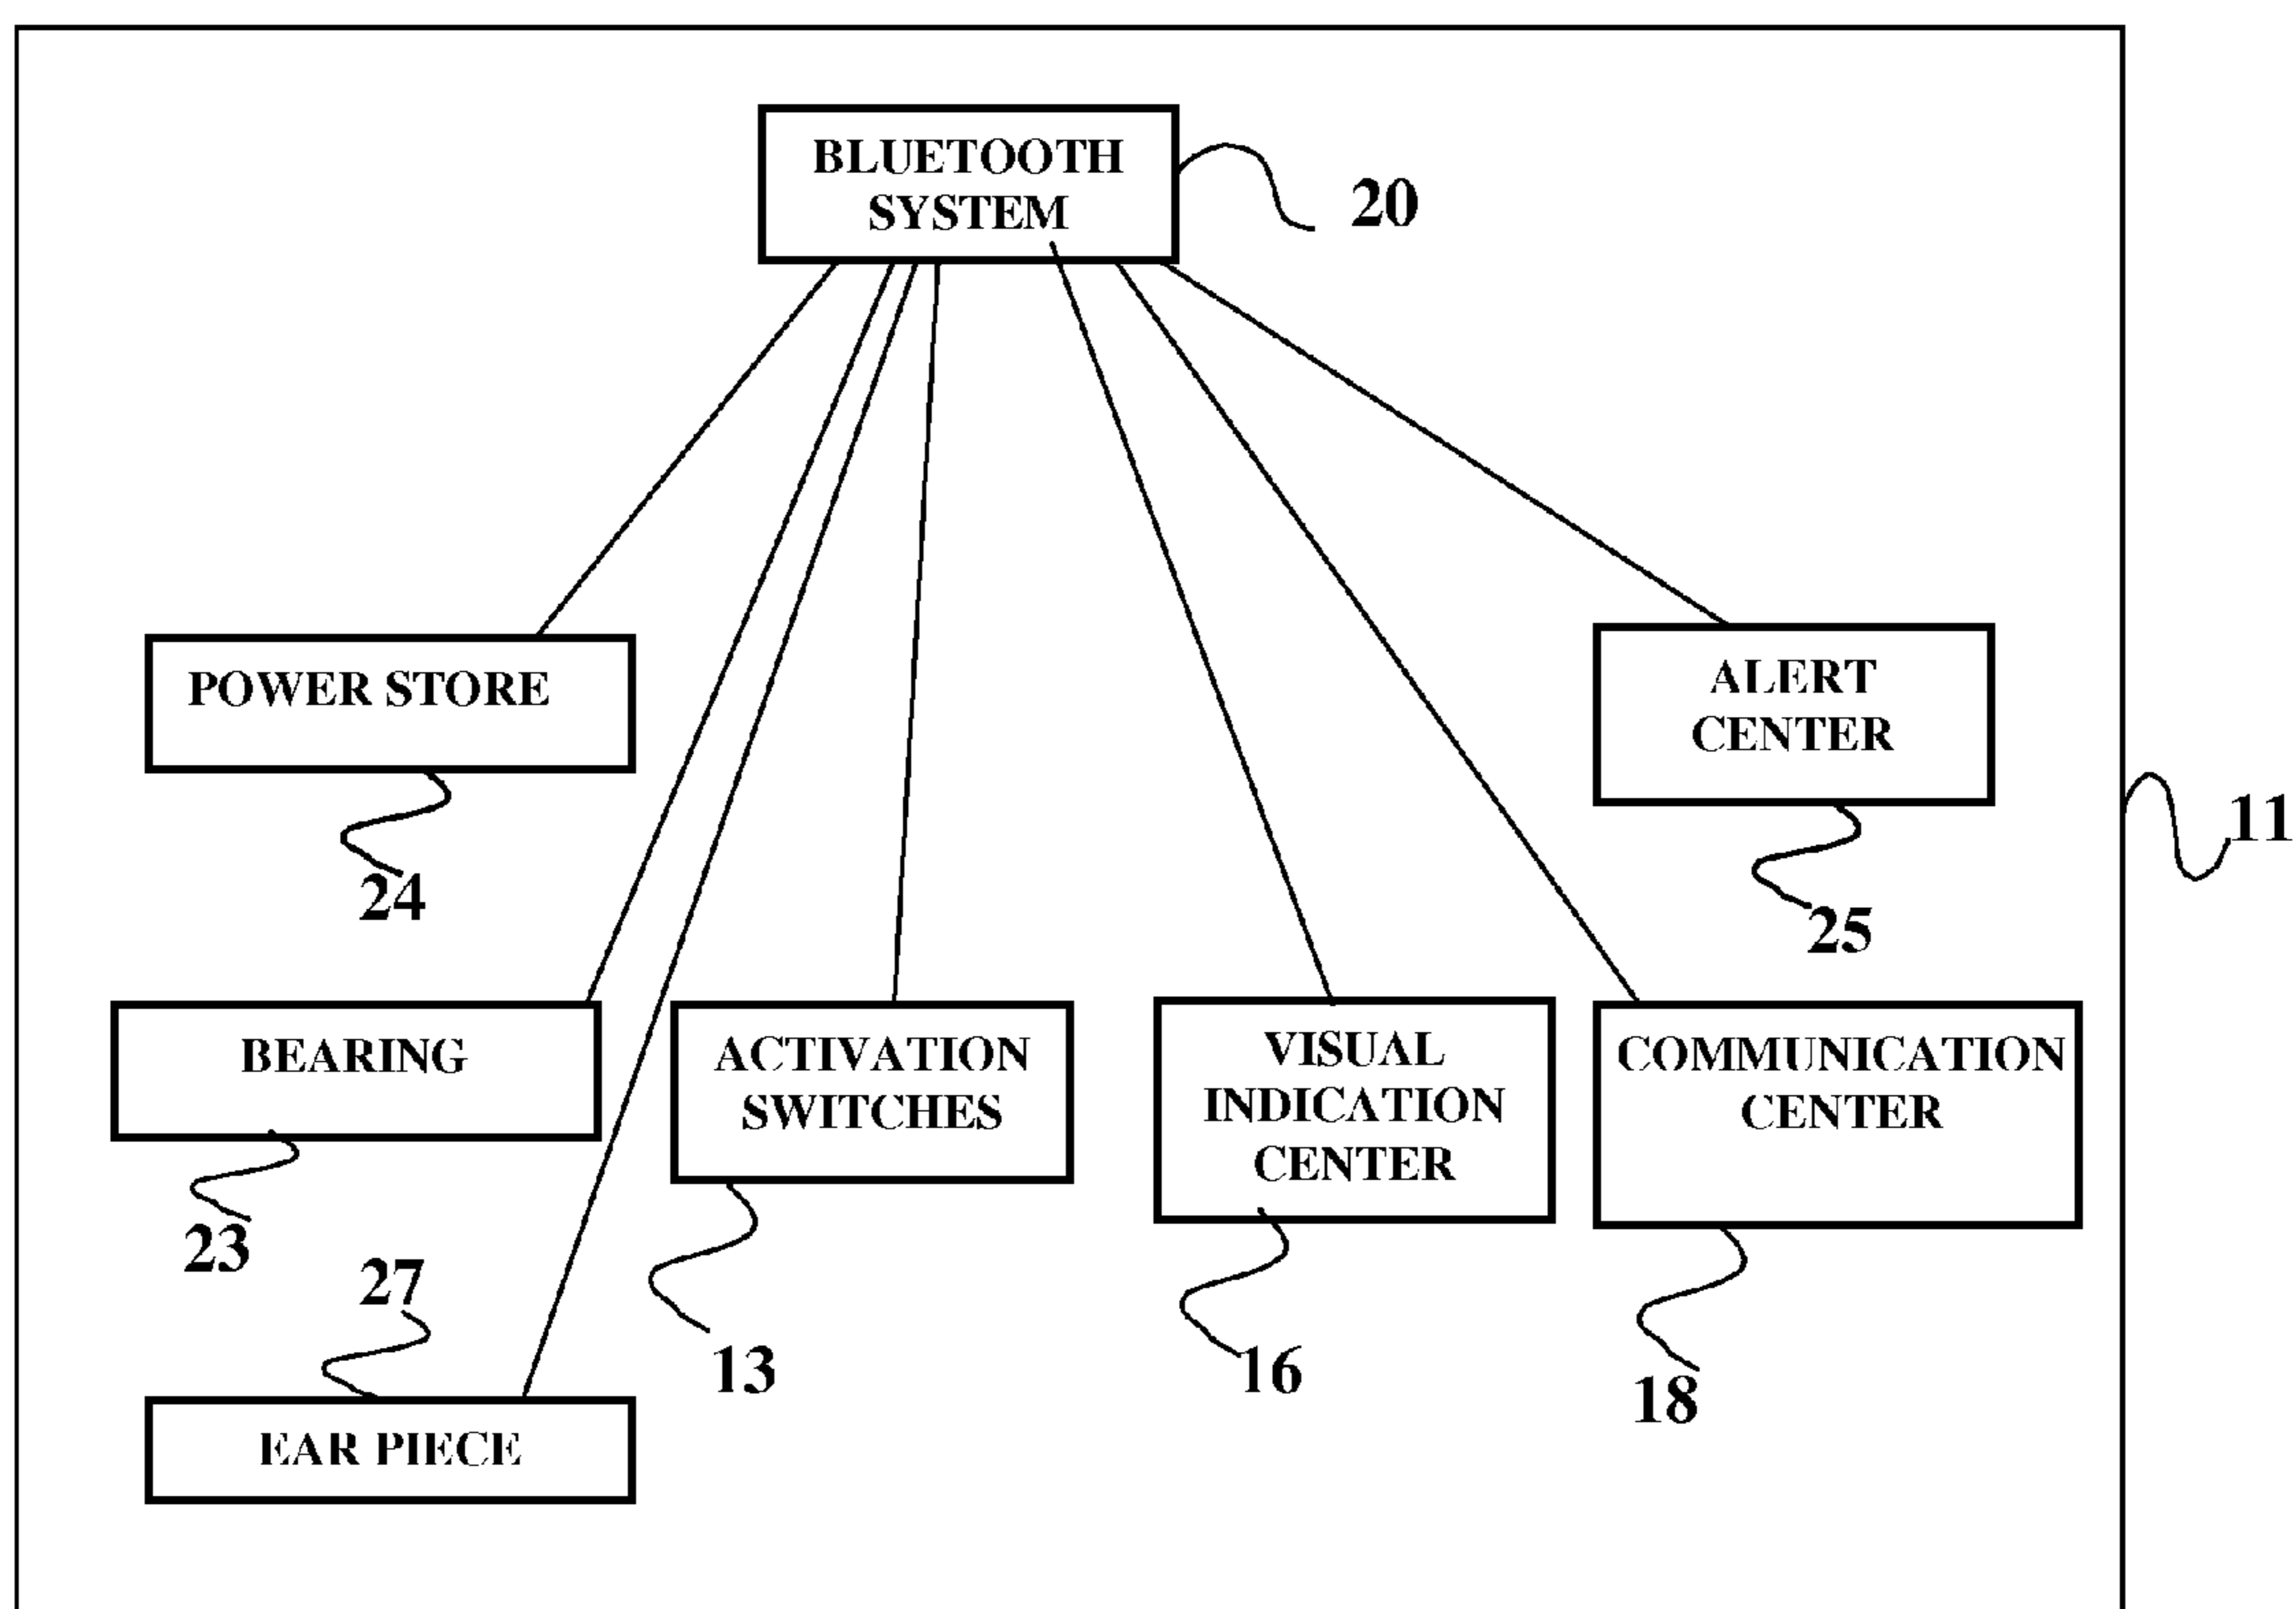 BLUETOOTH
SYSTEM
20
POWER STORE
24
ALERT
CENTER
25
11
BEARING
23
ACTIVATION
SWITCHES
13
VISUAL
INDICATION
CENTER
16
COMMUNICATION
CENTER
18
27
EAR PIECE